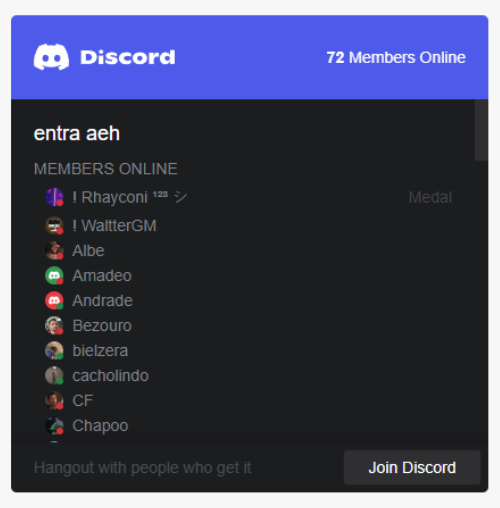 Discord
72 Members Online
entra aeh
MEMBERS ONLINE
! Rhayconi ¹²³ シ
Medal
! WaltterGM
Albe
Amadeo
Andrade
Bezouro
bielzera
cacholindo
CF
Chapoo
Hangout with people who get it
Join Discord